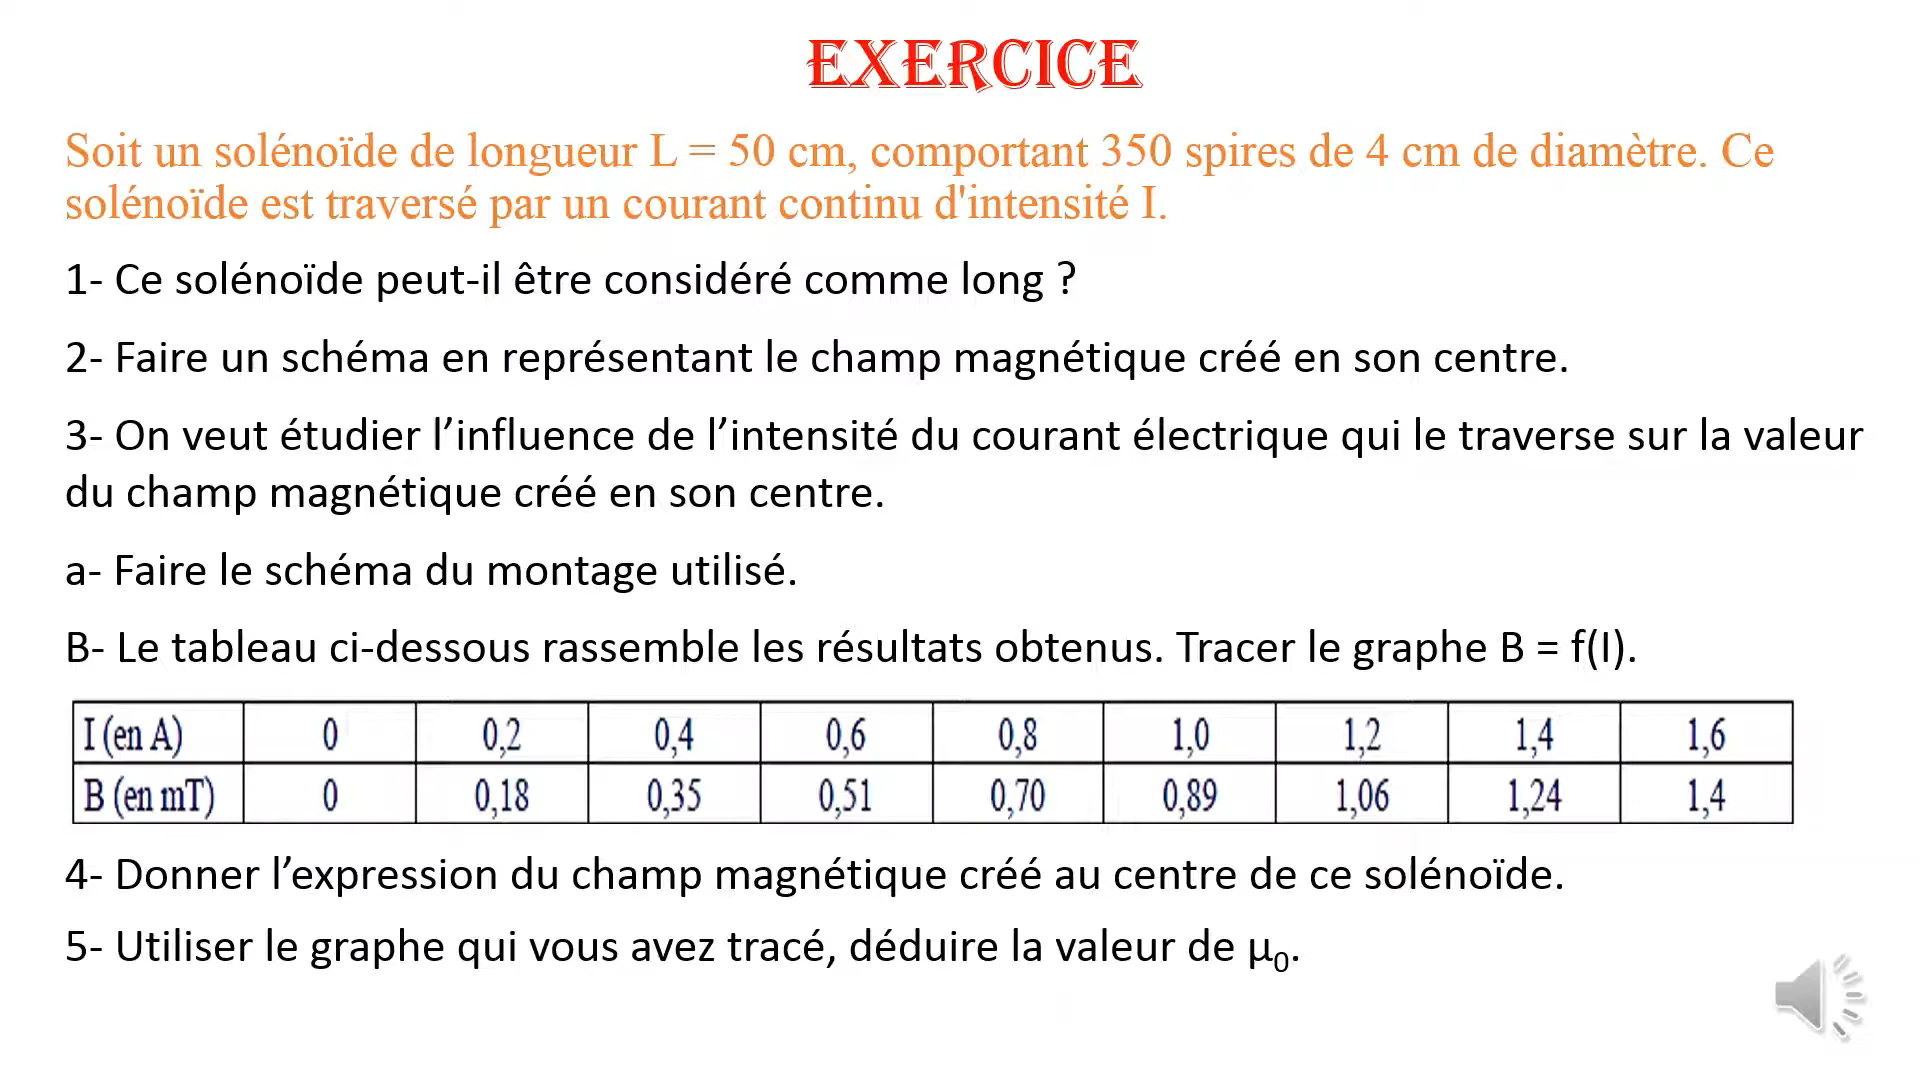 EXERCICE
Soit un solénoïde de longueur L = 50 cm, comportant 350 spires de 4 cm de diamètre. Ce
solénoïde est traversé par un courant continu d'intensité I.
1- Ce solénoïde peut-il être considéré comme long ?
2- Faire un schéma en représentant le champ magnétique créé en son centre.
3- On veut étudier l’influence de l’intensité du courant électrique qui le traverse sur la valeur
du champ magnétique créé en son centre.
a- Faire le schéma du montage utilisé.
B- Le tableau ci-dessous rassemble les résultats obtenus. Tracer le graphe B = f(I).
I (en A) 0 0,2 0,4 0,6 0,8 1,0 1,2 1,4 1,6
B (en mT) 0 0,18 0,35 0,51 0,70 0,89 1,06 1,24 1,4
4- Donner l’expression du champ magnétique créé au centre de ce solénoïde.
5- Utiliser le graphe qui vous avez tracé, déduire la valeur de μ₀.